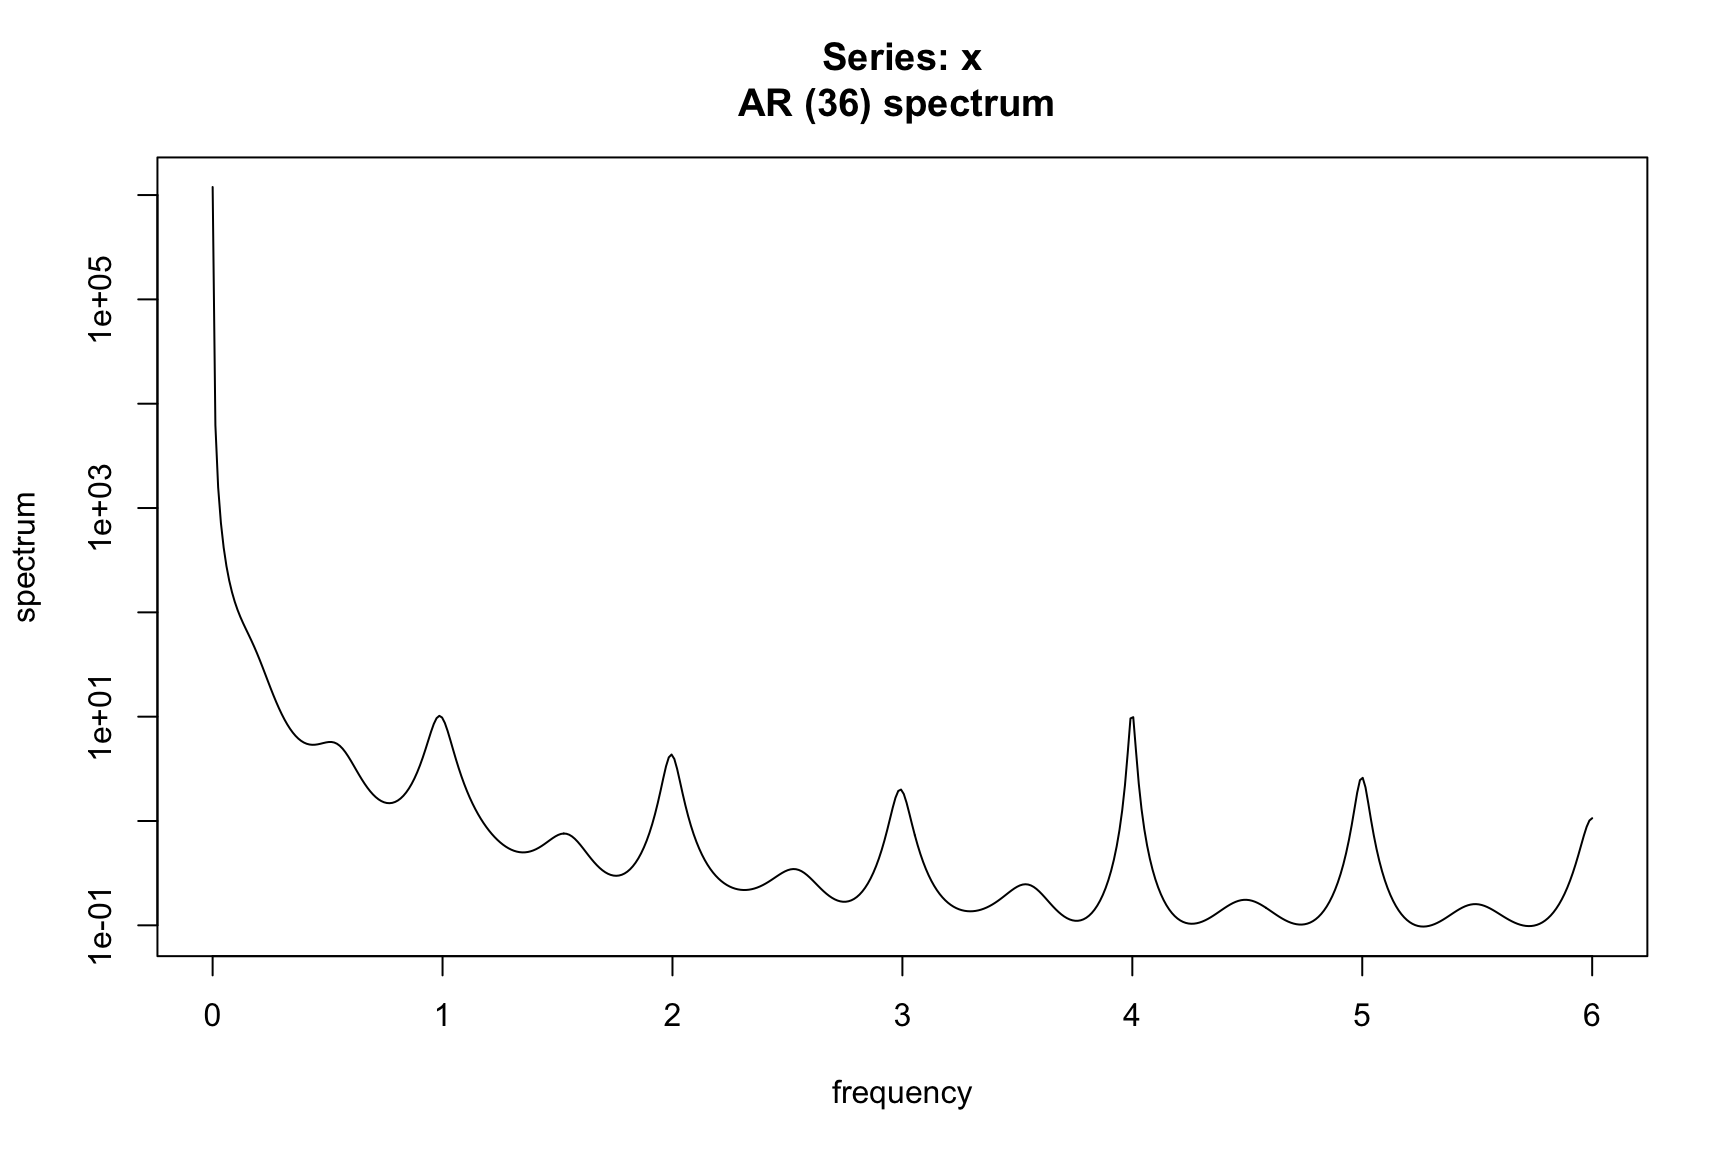 Series: x
AR (36) spectrum
spectrum
1e+05
1e+03
1e+01
1e-01
0 1 2 3 4 5 6
frequency